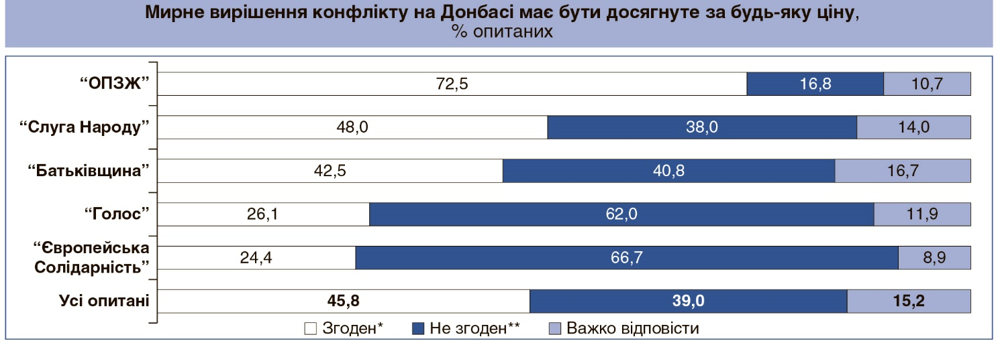 Мирне вирішення конфлікту на Донбасі має бути досягнуте за будь-яку ціну,
% опитаних
“ОПЗЖ” 72,5 16,8 10,7
“Слуга Народу” 48,0 38,0 14,0
“Батьківщина” 42,5 40,8 16,7
“Голос” 26,1 62,0 11,9
“Європейська
Солідарність” 24,4 66,7 8,9
Усі опитані 45,8 39,0 15,2
Згоден* Не згоден** Важко відповісти